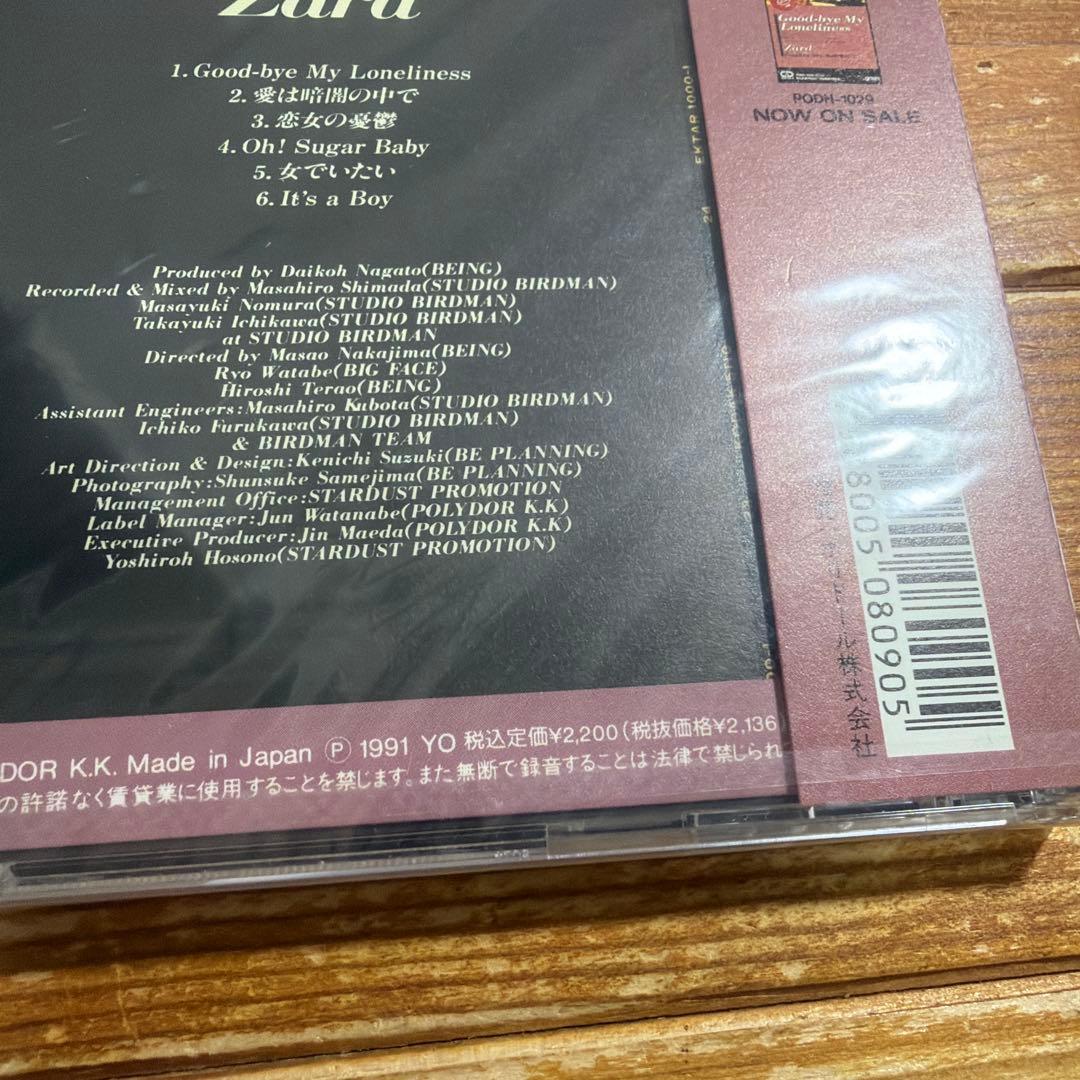 Zard
1. Good-bye My Loneliness
2. 愛は暗闇の中で
3. 恋女の憂鬱
4. Oh! Sugar Baby
5. 女でいたい
6. It's a Boy
Produced by Daikoh Nagato(BEING)
Recorded & Mixed by Masahiro Shimada(STUDIO BIRDMAN)
Masayuki Nomura(STUDIO BIRDMAN)
Takayuki Ichikawa(STUDIO BIRDMAN)
at STUDIO BIRDMAN
Directed by Masao Nakajima(BEING)
Ryo Watabe(BIG FACE)
Hiroshi Terao(BEING)
Assistant Engineers:Masahiro Kubota(STUDIO BIRDMAN)
Ichiko Furukawa(STUDIO BIRDMAN)
& BIRDMAN TEAM
Art Direction & Design:Kenichi Suzuki(BE PLANNING)
Photography:Shunsuke Samejima(BE PLANNING)
Management Office:STARDUST PROMOTION
Label Manager:Jun Watanabe(POLYDOR K.K)
Executive Producer:Jin Maeda(POLYDOR K.K)
Yoshiroh Hosono(STARDUST PROMOTION)
DOR K.K. Made in Japan Ⓟ 1991 YO 税込定価¥2,200(税抜価格¥2,136)
の許諾なく賃貸業に使用することを禁じます。また無断で録音することは法律で禁じられ
Good-bye My
Loneliness
Zard
CD
PODH-1029
NOW ON SALE
EKTAR 1000-1
24
8005 080905
ール株式会社